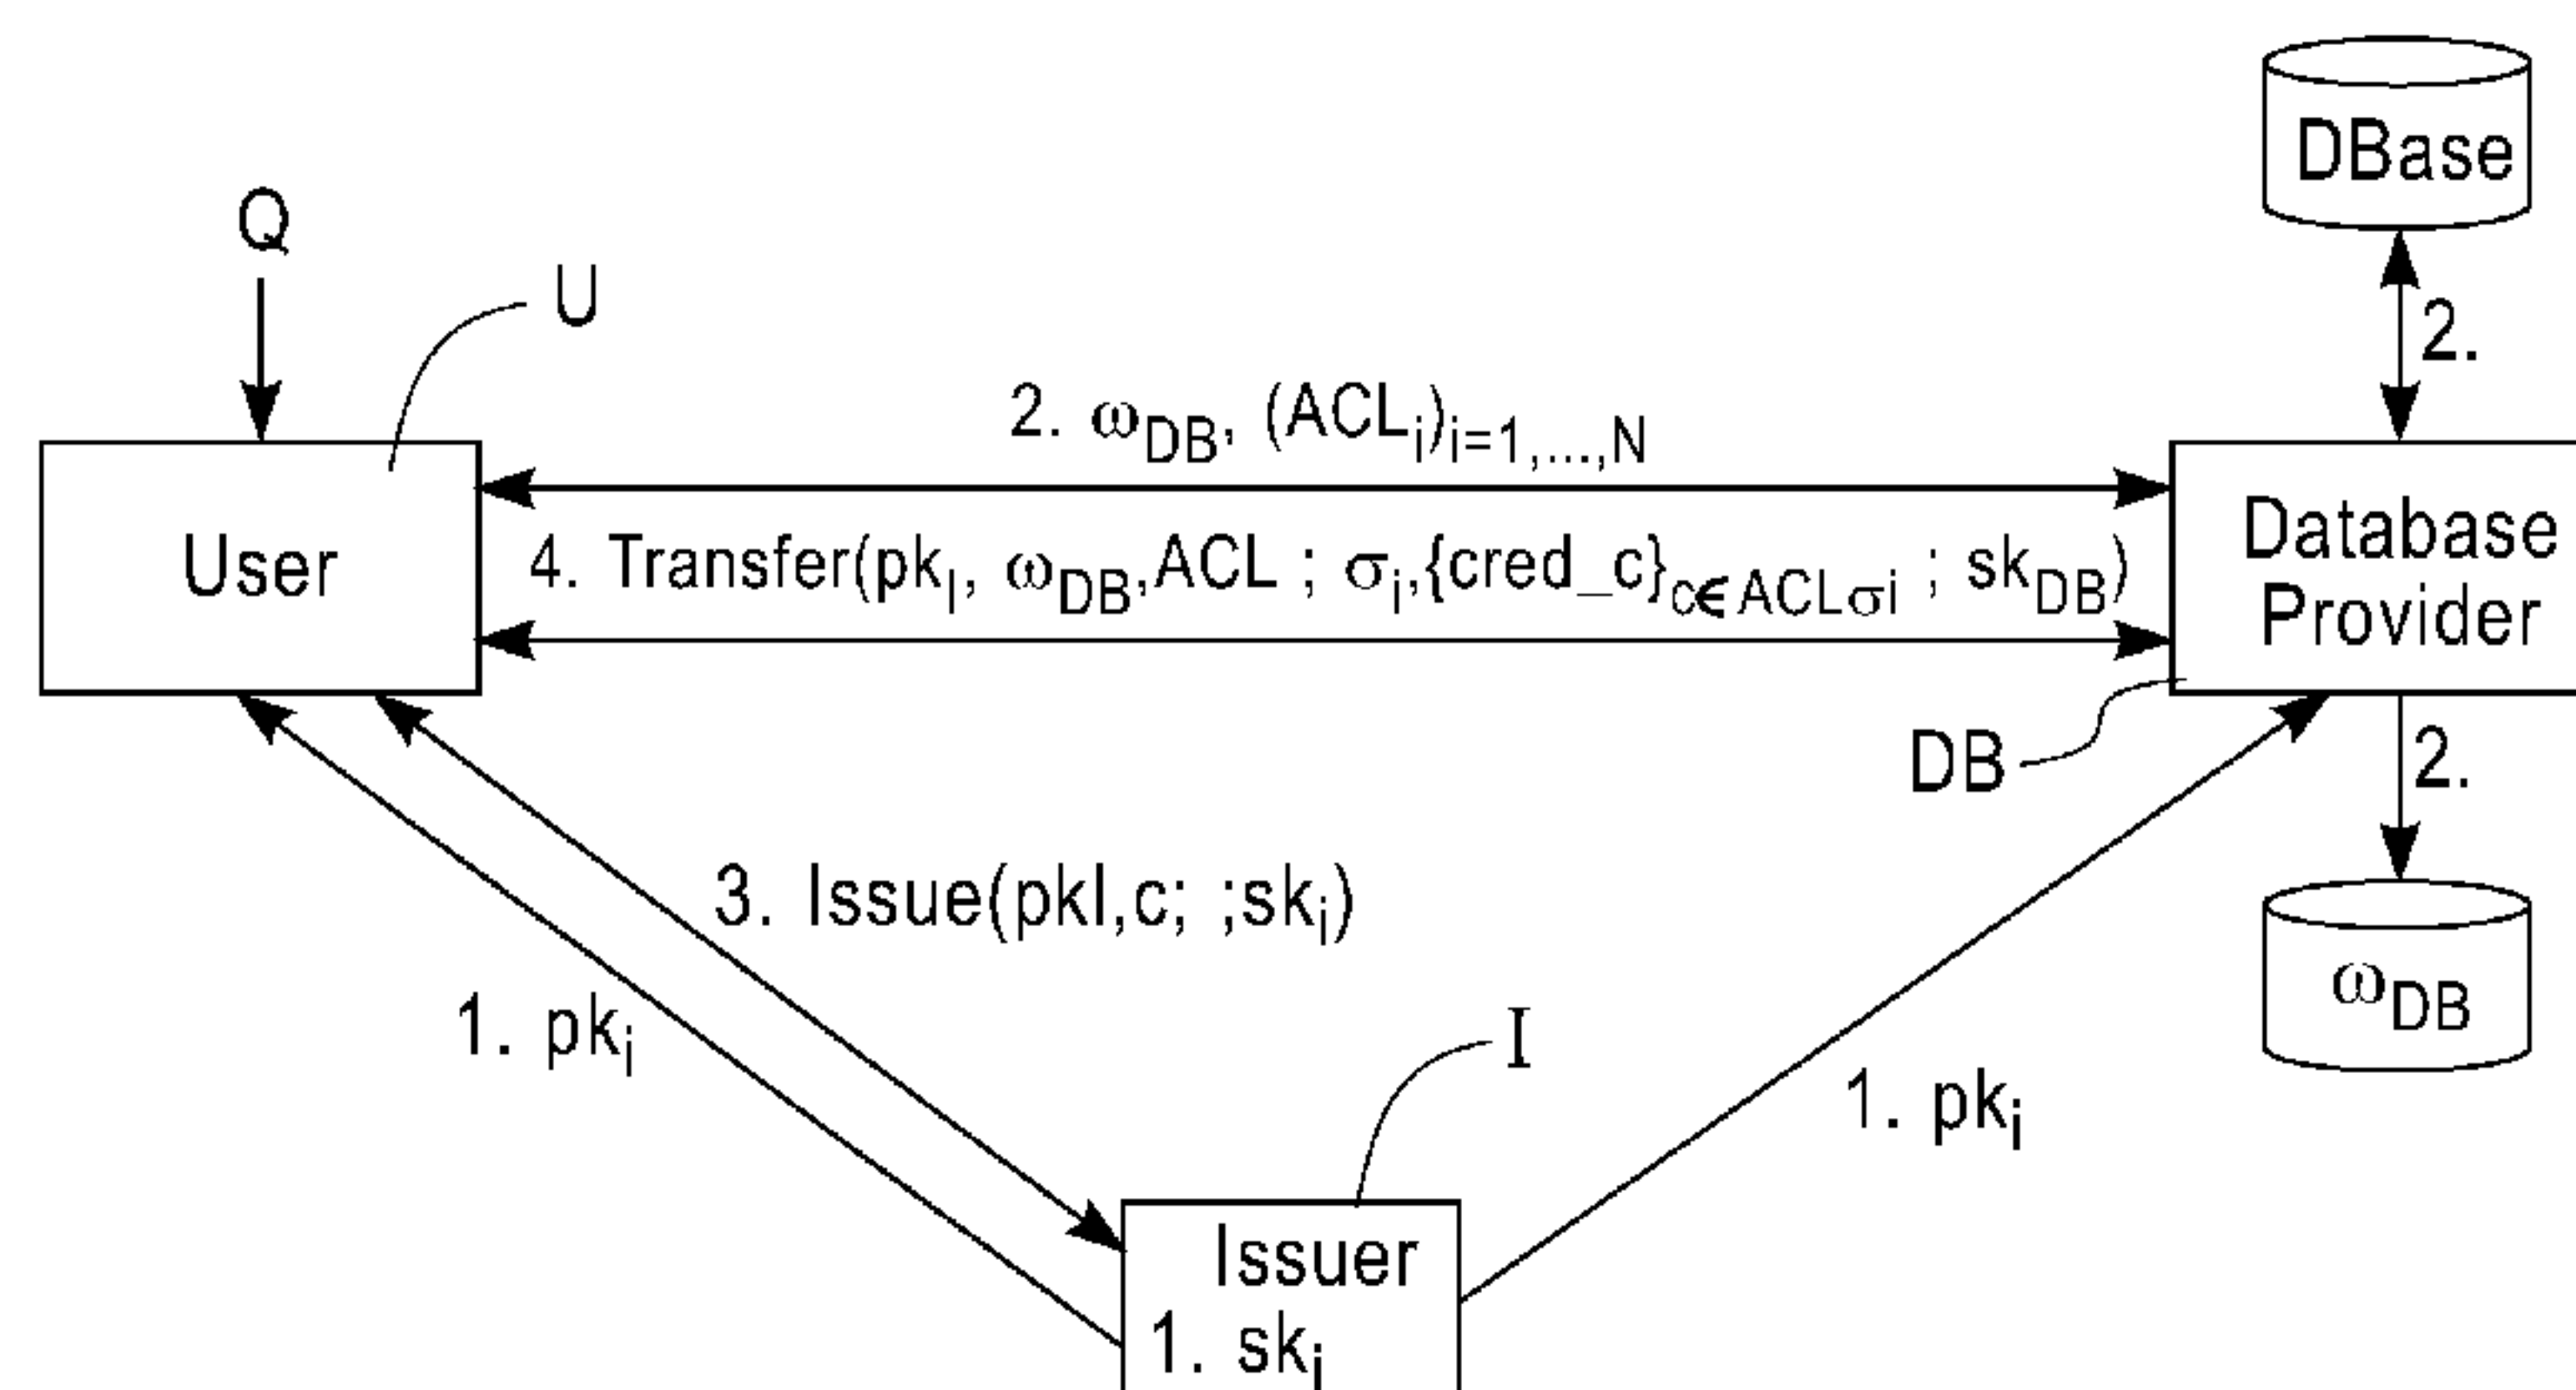 DBase
Q
U
2.
2. ω_DB, (ACL_i)_i=1,...,N
User
4. Transfer(pk_I, ω_DB,ACL ; σ_i,{cred_c}_c∈ACLσi ; sk_DB)
Database
Provider
DB
2.
3. Issue(pkI,c; ;sk_i)
ω_DB
1. pk_i
I
1. pk_i
Issuer
1. sk_i